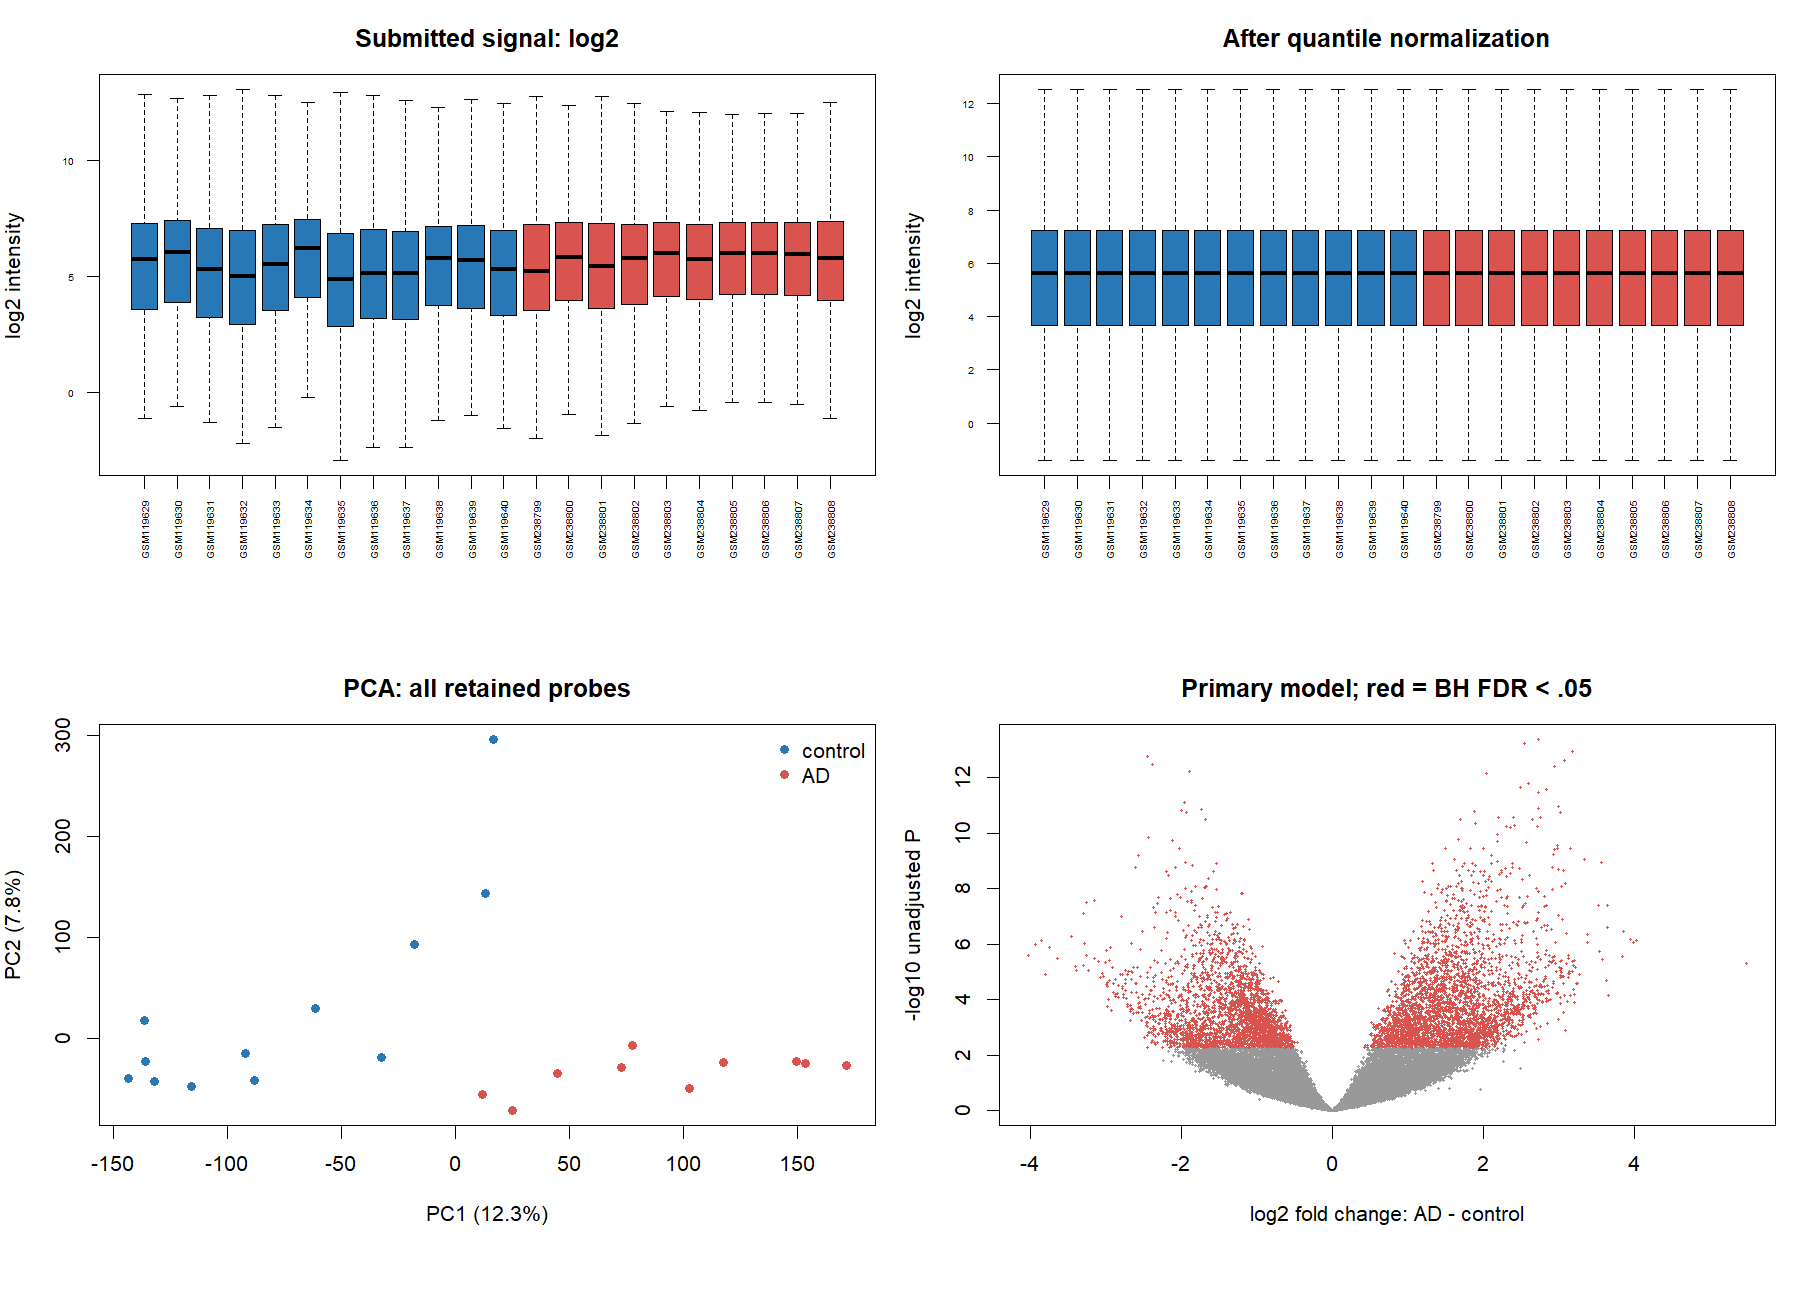 Submitted signal: log2
log2 intensity
10
5
0
GSM119629
GSM119630
GSM119631
GSM119632
GSM119633
GSM119634
GSM119635
GSM119636
GSM119637
GSM119638
GSM119639
GSM119640
GSM238799
GSM238800
GSM238801
GSM238802
GSM238803
GSM238804
GSM238805
GSM238806
GSM238807
GSM238808
After quantile normalization
log2 intensity
12
10
8
6
4
2
0
GSM119629
GSM119630
GSM119631
GSM119632
GSM119633
GSM119634
GSM119635
GSM119636
GSM119637
GSM119638
GSM119639
GSM119640
GSM238799
GSM238800
GSM238801
GSM238802
GSM238803
GSM238804
GSM238805
GSM238806
GSM238807
GSM238808
PCA: all retained probes
PC2 (7.8%)
300
200
100
0
control
AD
-150 -100 -50 0 50 100 150
PC1 (12.3%)
Primary model; red = BH FDR < .05
-log10 unadjusted P
12
10
8
6
4
2
0
-4 -2 0 2 4
log2 fold change: AD - control